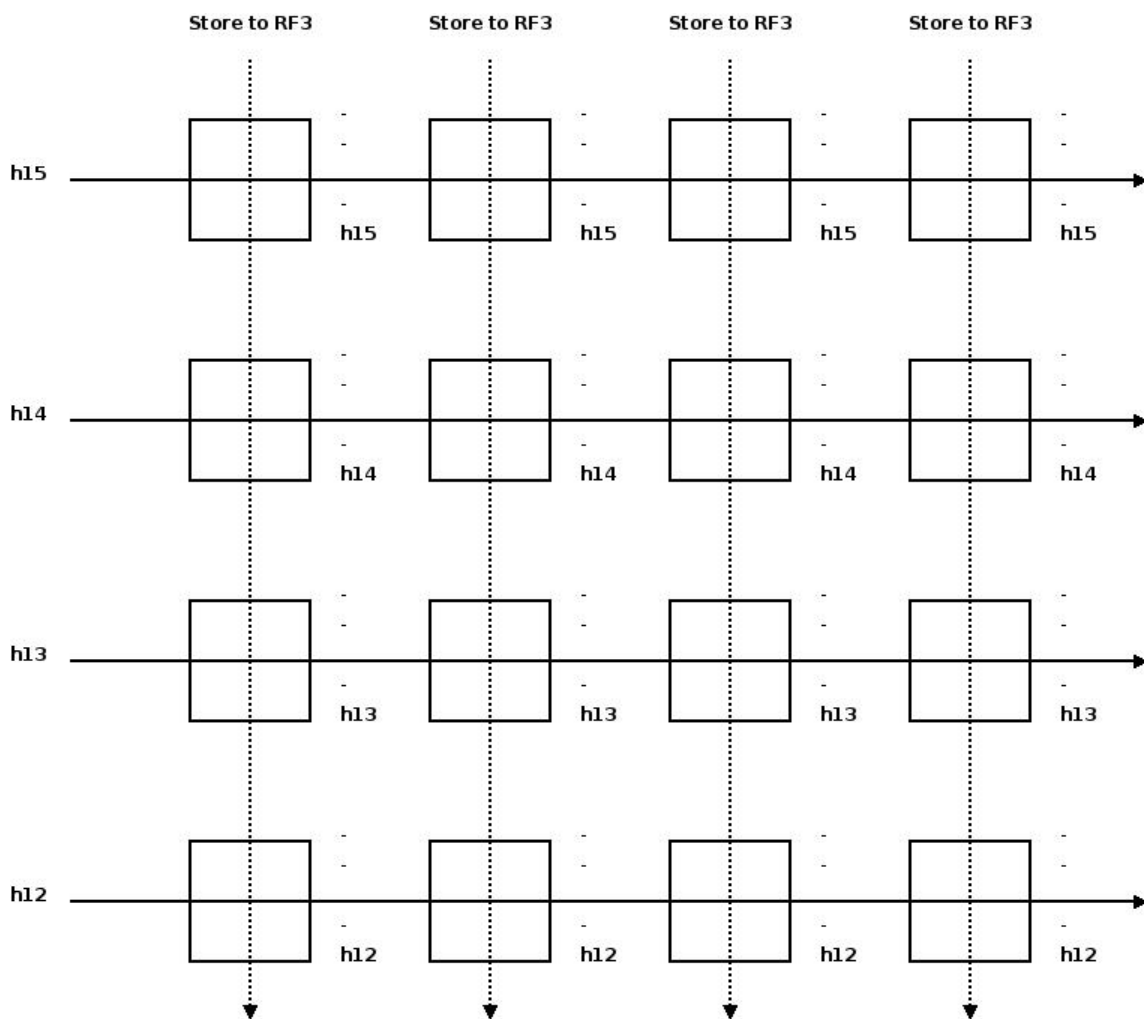 Store to RF3 Store to RF3 Store to RF3 Store to RF3
- - - -
- - - -
h15
- - - -
h15 h15 h15 h15
- - - -
- - - -
h14
- - - -
h14 h14 h14 h14
- - - -
- - - -
h13
- - - -
h13 h13 h13 h13
- - - -
- - - -
h12
- - - -
h12 h12 h12 h12